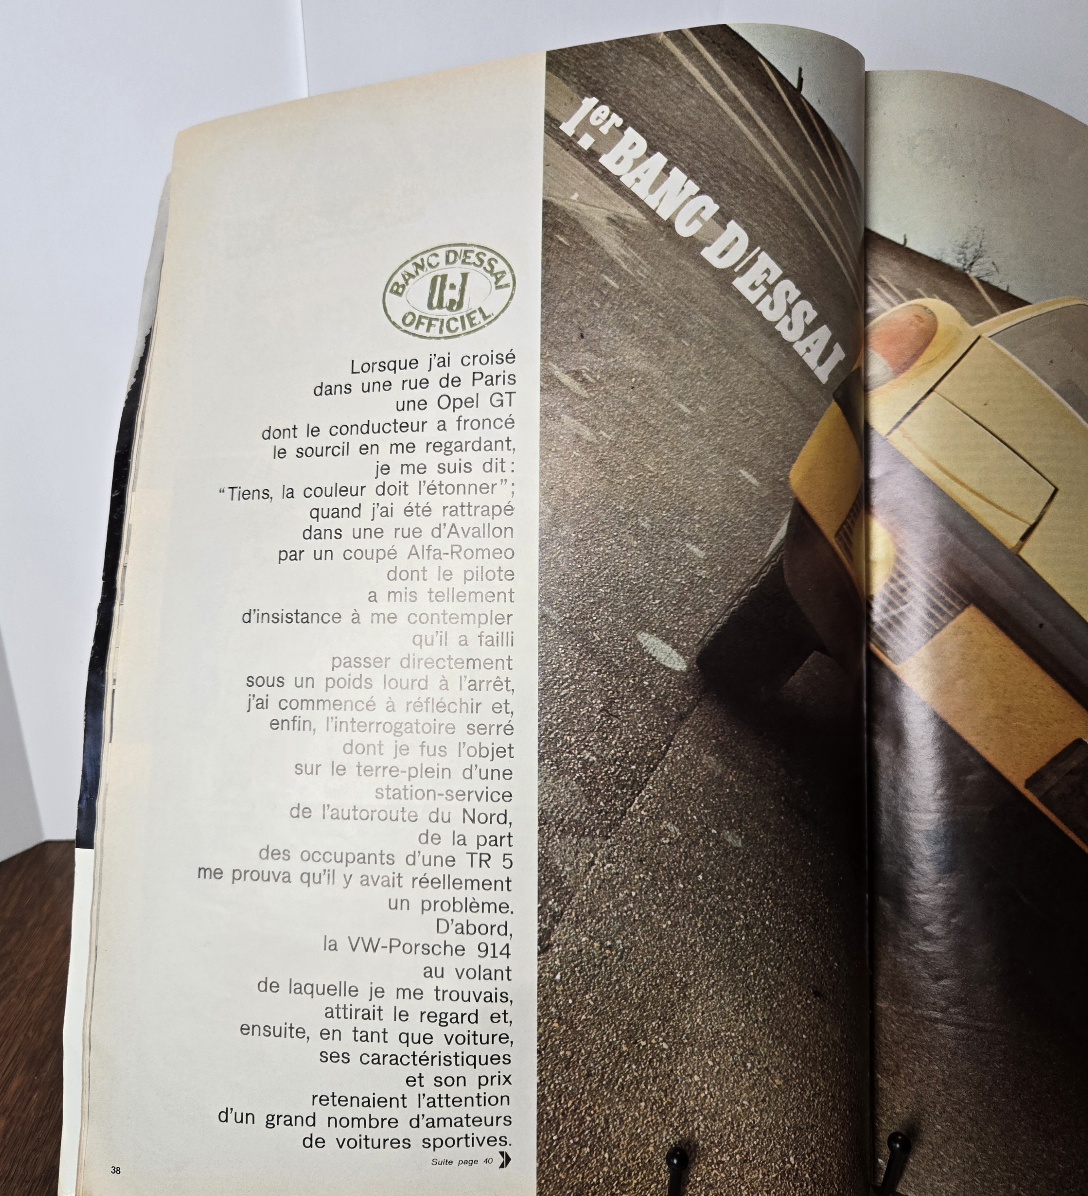 1er BANC D'ESSAI
BANC D'ESSAI
a:J
OFFICIEL
Lorsque j'ai croisé
dans une rue de Paris
une Opel GT
dont le conducteur a froncé
le sourcil en me regardant,
je me suis dit :
“Tiens, la couleur doit l'étonner”;
quand j'ai été rattrapé
dans une rue d'Avallon
par un coupé Alfa-Romeo
dont le pilote
a mis tellement
d'insistance à me contempler
qu'il a failli
passer directement
sous un poids lourd à l'arrêt,
j'ai commencé à réfléchir et,
enfin, l'interrogatoire serré
dont je fus l'objet
sur le terre-plein d'une
station-service
de l'autoroute du Nord,
de la part
des occupants d'une TR 5
me prouva qu'il y avait réellement
un problème.
D'abord,
la VW-Porsche 914
au volant
de laquelle je me trouvais,
attirait le regard et,
ensuite, en tant que voiture,
ses caractéristiques
et son prix
retenaient l'attention
d'un grand nombre d'amateurs
de voitures sportives.
Suite page 40
38